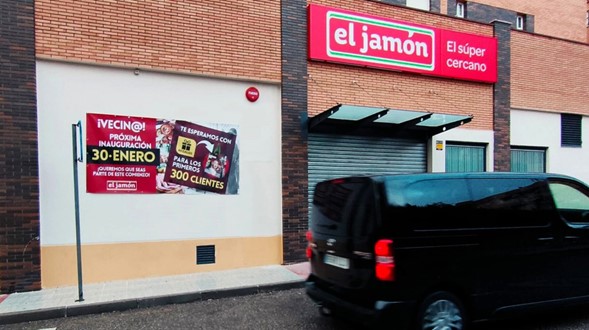 el jamón
El súper
cercano
¡VECIN@!
PRÓXIMA
INAUGURACIÓN
30·ENERO
¡QUEREMOS QUE SEAS
PARTE DE ESTE COMIENZO!
el jamón
TE ESPERAMOS CON
PARA LOS
PRIMEROS
300 CLIENTES